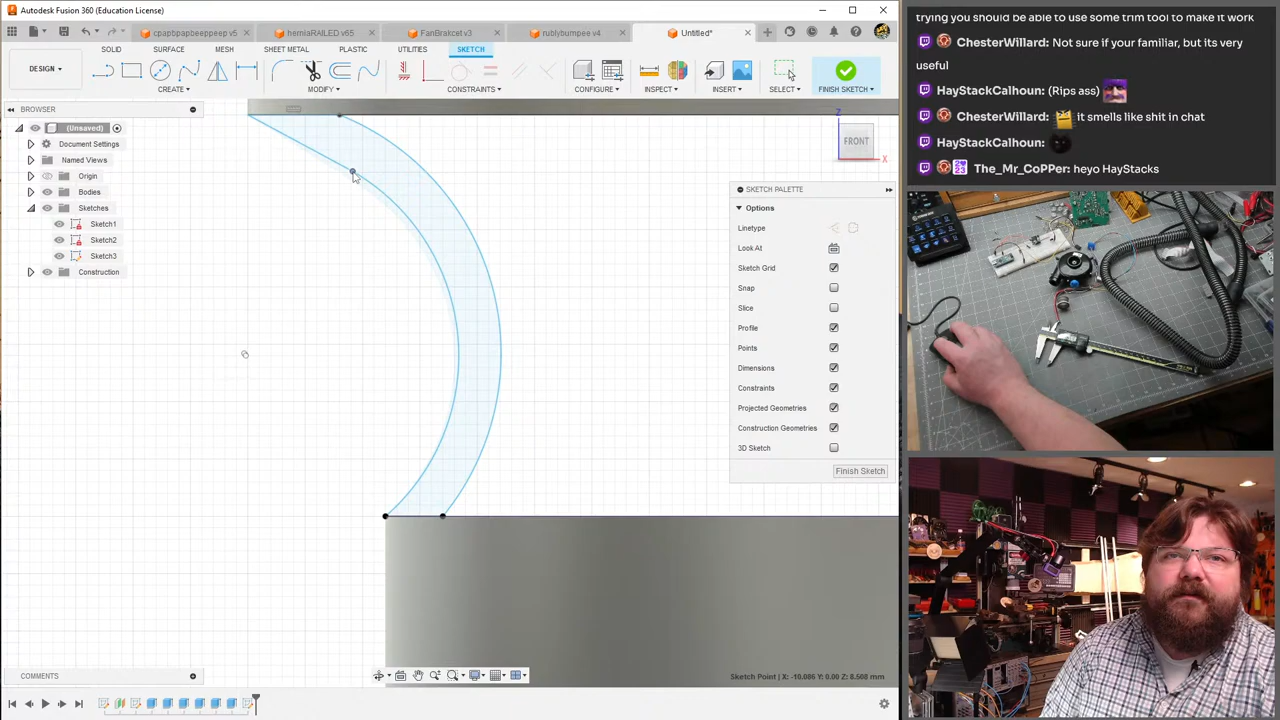 Autodesk Fusion 360 (Education License)
cpapbpapbeeppeep v5
hemiaRAILED v65
FanBrakcet v3
rublybumpee v4
Untitled*
DESIGN
SOLID
SURFACE
MESH
SHEET METAL
PLASTIC
UTILITIES
SKETCH
CREATE
MODIFY
CONSTRAINTS
CONFIGURE
INSPECT
INSERT
SELECT
FINISH SKETCH
BROWSER
(Unsaved)
Document Settings
Named Views
Origin
Bodies
Sketches
Sketch1
Sketch2
Sketch3
Construction
Z
FRONT
X
SKETCH PALETTE
Options
Linetype
Look At
Sketch Grid
Snap
Slice
Profile
Points
Dimensions
Constraints
Projected Geometries
Construction Geometries
3D Sketch
Finish Sketch
COMMENTS
Sketch Point | X: -10.086 Y: 0.00 Z: 8.508 mm
trying you should be able to use some trim tool to make it work
ChesterWillard: Not sure if your familiar, but its very
useful
HayStackCalhoun: (Rips ass)
ChesterWillard: it smells like shit in chat
HayStackCalhoun:
The_Mr_CoPPer: heyo HayStacks